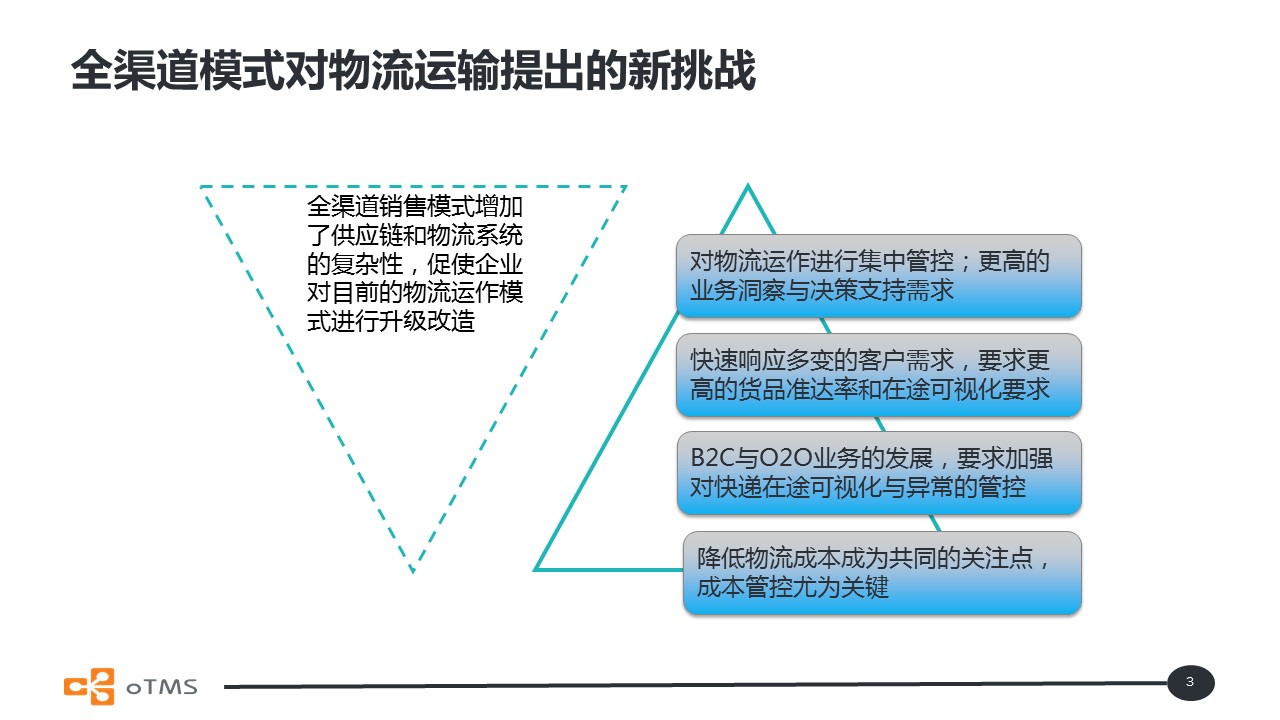 全渠道模式对物流运输提出的新挑战
全渠道销售模式增加
了供应链和物流系统
的复杂性，促使企业
对目前的物流运作模
式进行升级改造
对物流运作进行集中管控；更高的
业务洞察与决策支持需求
快速响应多变的客户需求，要求更
高的货品准达率和在途可视化要求
B2C与O2O业务的发展，要求加强
对快递在途可视化与异常的管控
降低物流成本成为共同的关注点，
成本管控尤为关键
oTMS
3